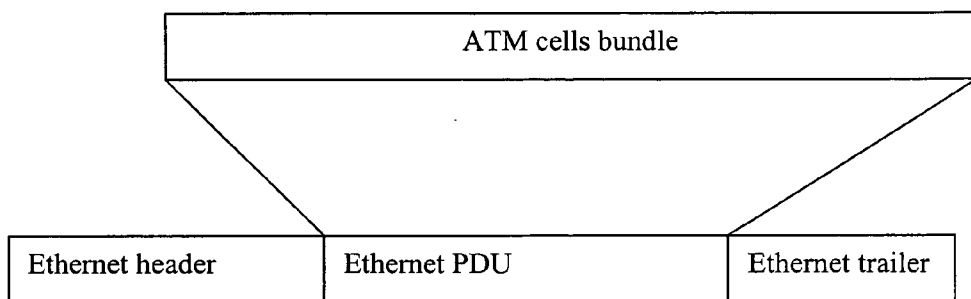 ATM cells bundle
Ethernet header
Ethernet PDU
Ethernet trailer